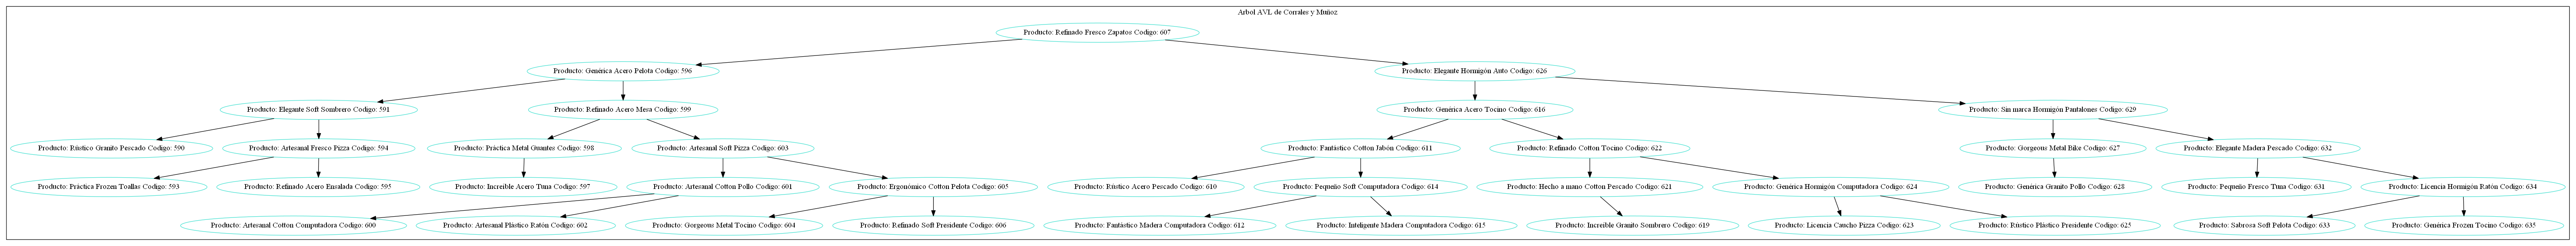 Arbol AVL de Corrales y Muñoz
Producto: Refinado Fresco Zapatos Codigo: 607
Producto: Genérica Acero Pelota Codigo: 596
Producto: Elegante Hormigón Auto Codigo: 626
Producto: Elegante Soft Sombrero Codigo: 591
Producto: Refinado Acero Mesa Codigo: 599
Producto: Genérica Acero Tocino Codigo: 616
Producto: Sin marca Hormigón Pantalones Codigo: 629
Producto: Rústico Granito Pescado Codigo: 590
Producto: Artesanal Fresco Pizza Codigo: 594
Producto: Práctica Metal Guantes Codigo: 598
Producto: Artesanal Soft Pizza Codigo: 603
Producto: Fantástico Cotton Jabón Codigo: 611
Producto: Refinado Cotton Tocino Codigo: 622
Producto: Gorgeous Metal Bike Codigo: 627
Producto: Elegante Madera Pescado Codigo: 632
Producto: Práctica Frozen Toallas Codigo: 593
Producto: Refinado Acero Ensalada Codigo: 595
Producto: Increíble Acero Tuna Codigo: 597
Producto: Artesanal Cotton Pollo Codigo: 601
Producto: Ergonómico Cotton Pelota Codigo: 605
Producto: Rústico Acero Pescado Codigo: 610
Producto: Pequeño Soft Computadora Codigo: 614
Producto: Hecho a mano Cotton Pescado Codigo: 621
Producto: Genérica Hormigón Computadora Codigo: 624
Producto: Genérica Granito Pollo Codigo: 628
Producto: Pequeño Fresco Tuna Codigo: 631
Producto: Licencia Hormigón Ratón Codigo: 634
Producto: Artesanal Cotton Computadora Codigo: 600
Producto: Artesanal Plástico Ratón Codigo: 602
Producto: Gorgeous Metal Tocino Codigo: 604
Producto: Refinado Soft Presidente Codigo: 606
Producto: Fantástico Madera Computadora Codigo: 612
Producto: Inteligente Madera Computadora Codigo: 615
Producto: Increíble Granito Sombrero Codigo: 619
Producto: Licencia Caucho Pizza Codigo: 623
Producto: Rústico Plástico Presidente Codigo: 625
Producto: Sabrosa Soft Pelota Codigo: 633
Producto: Genérica Frozen Tocino Codigo: 635